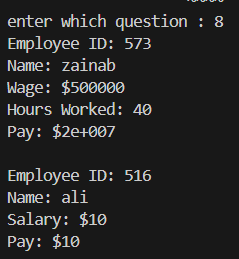 enter which question : 8
Employee ID: 573
Name: zainab
Wage: $500000
Hours Worked: 40
Pay: $2e+007
Employee ID: 516
Name: ali
Salary: $10
Pay: $10